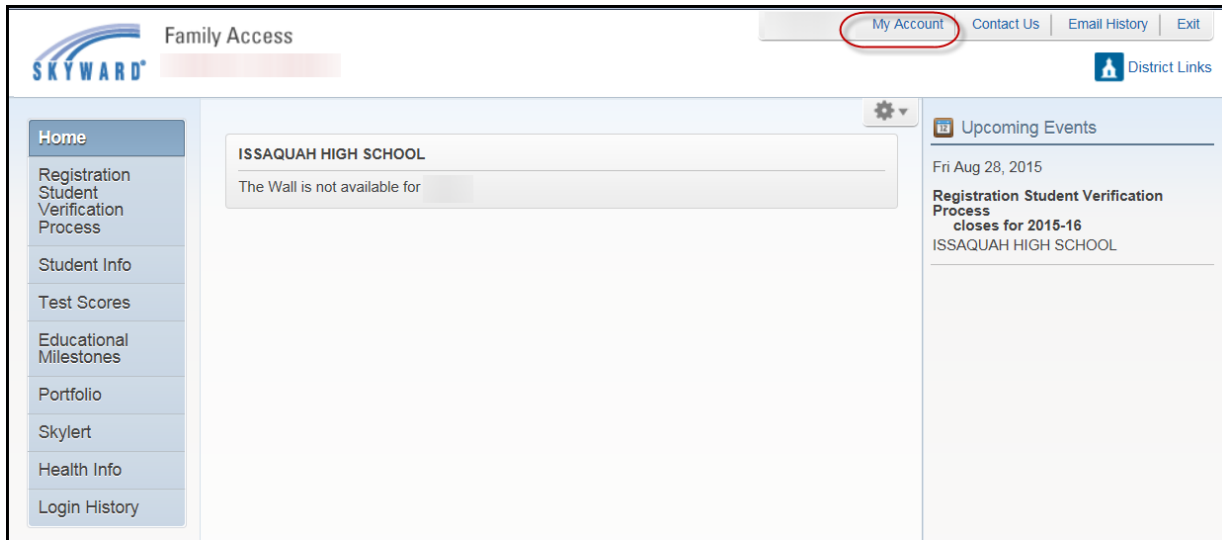 SKYWARD®
Family Access
My Account
Contact Us
Email History
Exit
District Links
Home
Registration
Student
Verification
Process
Student Info
Test Scores
Educational
Milestones
Portfolio
Skylert
Health Info
Login History
ISSAQUAH HIGH SCHOOL
The Wall is not available for
12
Upcoming Events
Fri Aug 28, 2015
Registration Student Verification
Process
closes for 2015-16
ISSAQUAH HIGH SCHOOL